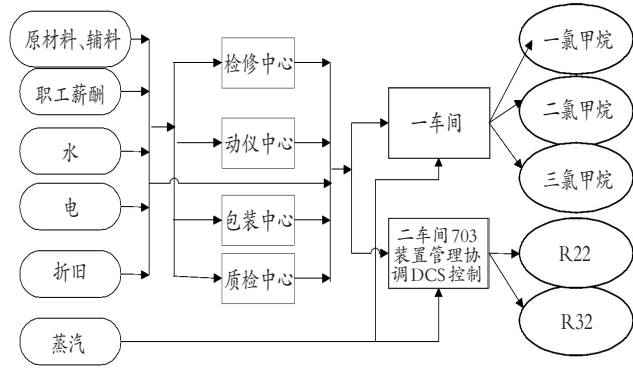 原材料、辅料
职工薪酬
水
电
折旧
蒸汽
检修中心
动仪中心
包装中心
质检中心
一车间
二车间703
装置管理协
调DCS控制
一氯甲烷
二氯甲烷
三氯甲烷
R22
R32